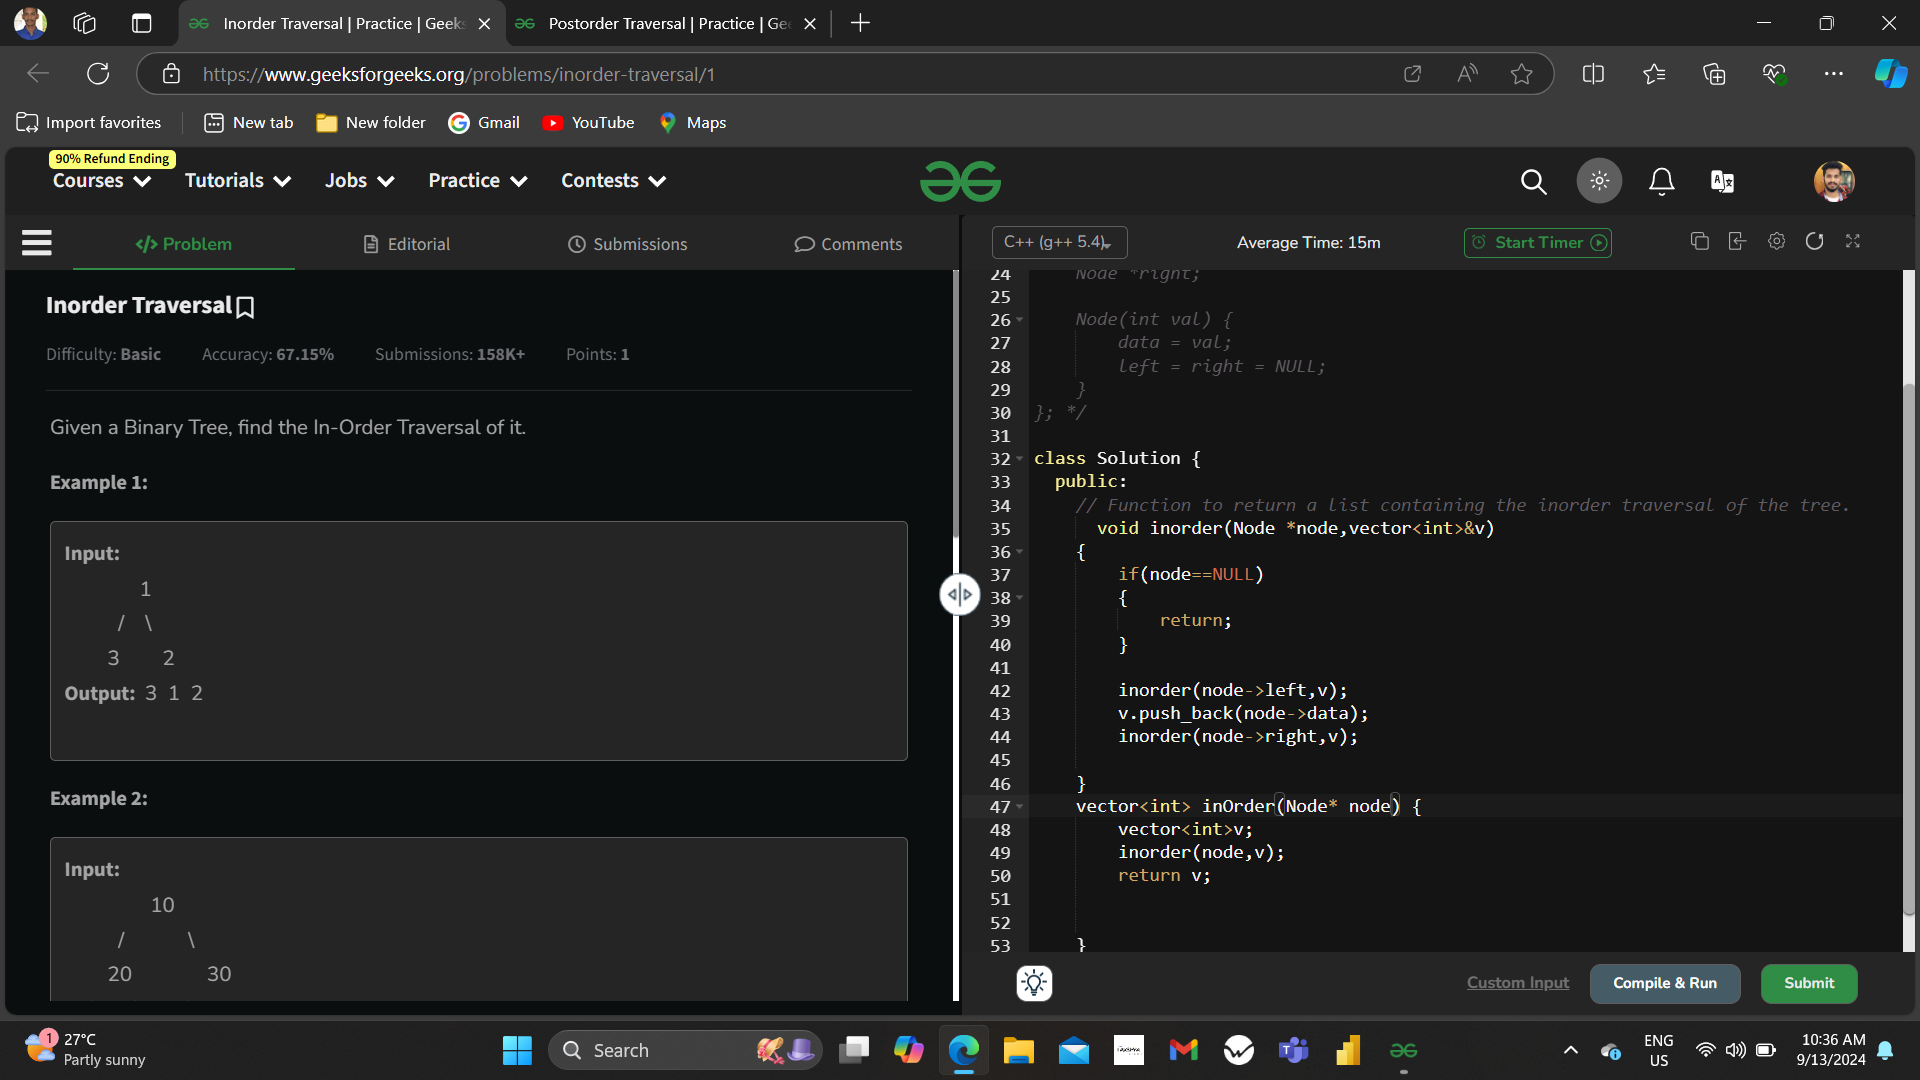 Inorder Traversal | Practice | Geeks
Postorder Traversal | Practice | Ge
https://www.geeksforgeeks.org/problems/inorder-traversal/1
Import favorites
New tab
New folder
Gmail
YouTube
Maps
90% Refund Ending
Courses
Tutorials
Jobs
Practice
Contests
</> Problem
Editorial
Submissions
Comments
C++ (g++ 5.4)
Average Time: 15m
Start Timer
Inorder Traversal
Difficulty: Basic
Accuracy: 67.15%
Submissions: 158K+
Points: 1
Given a Binary Tree, find the In-Order Traversal of it.
Example 1:
Input:
1
/ \
3 2
Output: 3 1 2
Example 2:
Input:
10
/ \
20 30
24 Node *right;
25
26 Node(int val) {
27 data = val;
28 left = right = NULL;
29 }
30 }; */
31
32 class Solution {
33 public:
34 // Function to return a list containing the inorder traversal of the tree.
35 void inorder(Node *node,vector<int>&v)
36 {
37 if(node==NULL)
38 {
39 return;
40 }
41
42 inorder(node->left,v);
43 v.push_back(node->data);
44 inorder(node->right,v);
45
46 }
47 vector<int> inOrder(Node* node) {
48 vector<int>v;
49 inorder(node,v);
50 return v;
51
52
53 }
Custom Input
Compile & Run
Submit
1
27°C
Partly sunny
Search
ENG
US
10:36 AM
9/13/2024